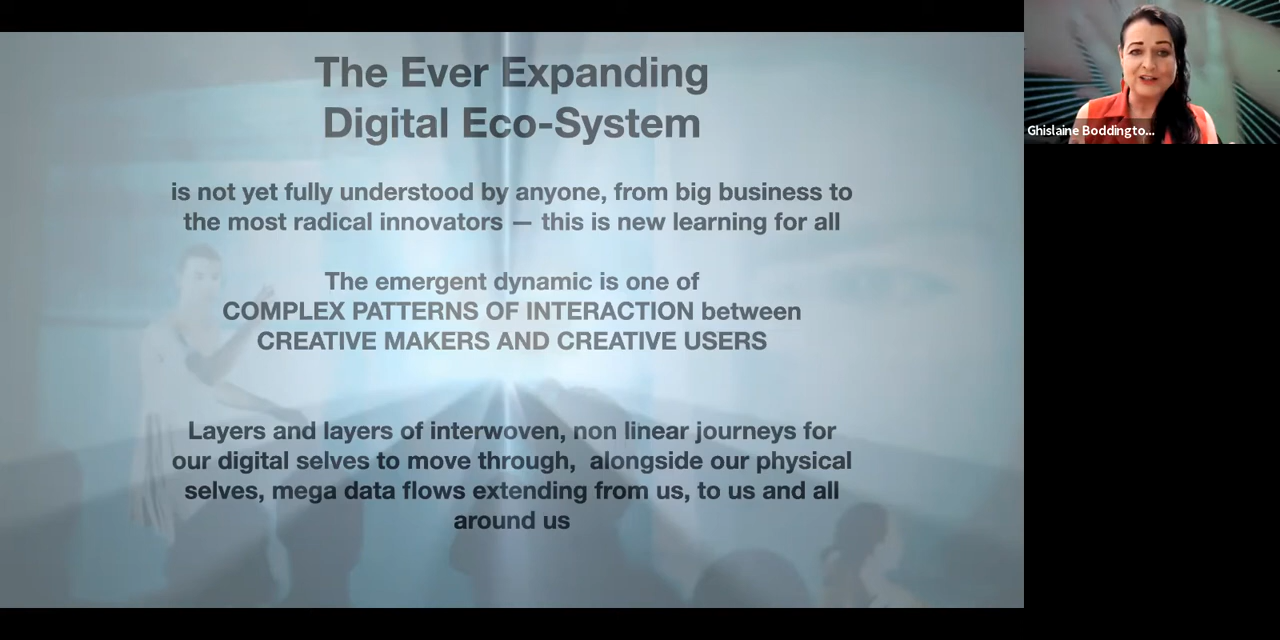 The Ever Expanding
Digital Eco-System
is not yet fully understood by anyone, from big business to
the most radical innovators — this is new learning for all
The emergent dynamic is one of
COMPLEX PATTERNS OF INTERACTION between
CREATIVE MAKERS AND CREATIVE USERS
Layers and layers of interwoven, non linear journeys for
our digital selves to move through,  alongside our physical
selves, mega data flows extending from us, to us and all
around us
Ghislaine Boddingto...